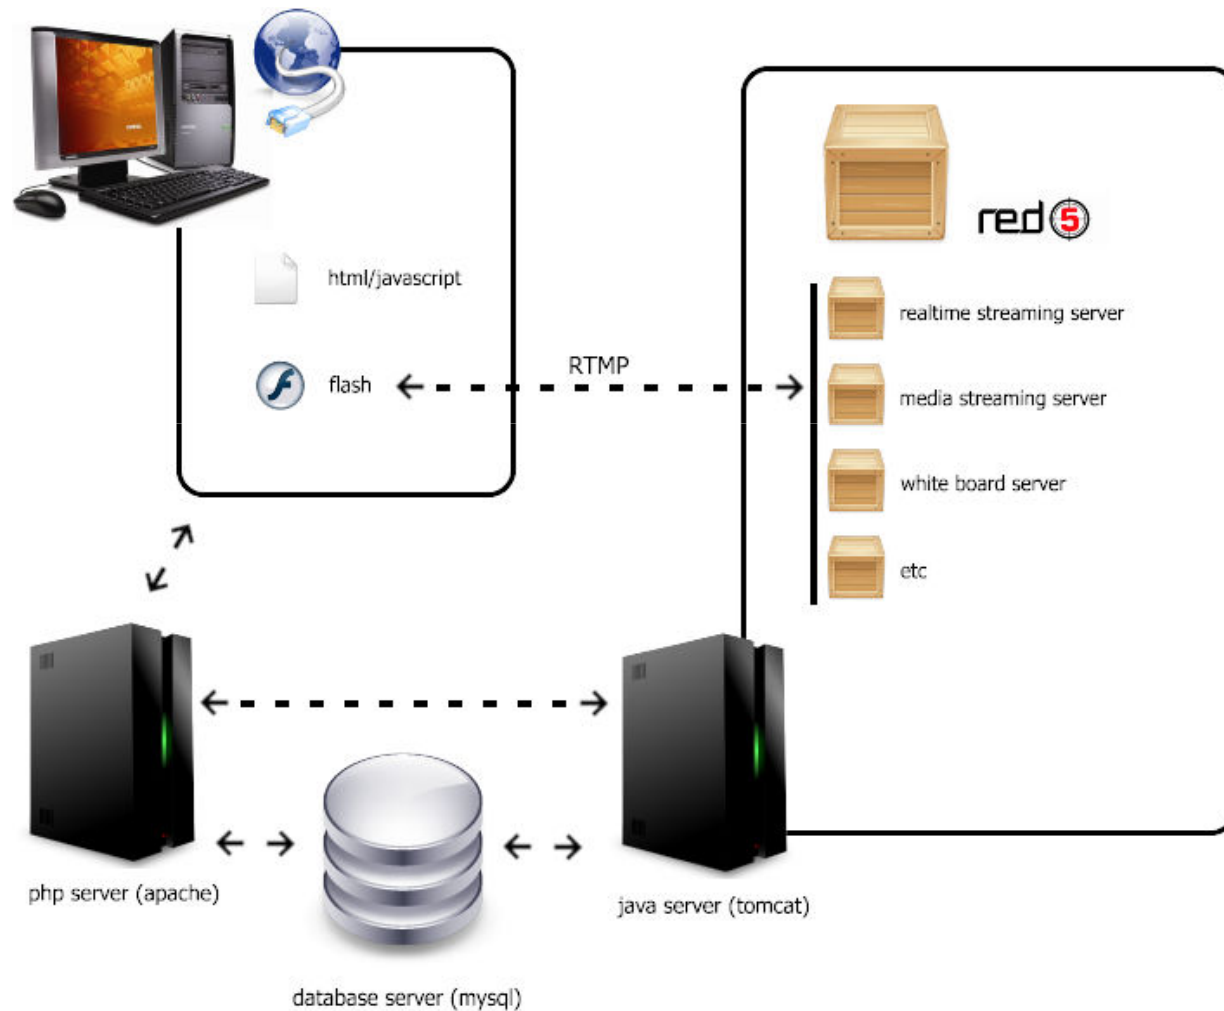 red5
html/javascript
realtime streaming server
RTMP
flash
media streaming server
white board server
etc
php server (apache)
java server (tomcat)
database server (mysql)